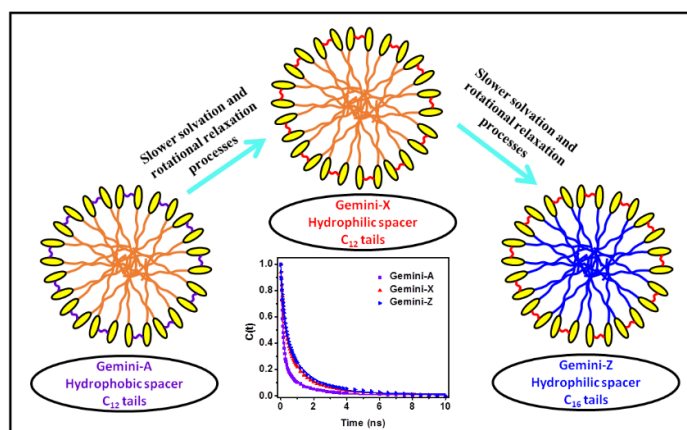 Slower solvation and
rotational relaxation
processes
Slower solvation and
rotational relaxation
processes
Gemini-X
Hydrophilic spacer
C₁₂ tails
Gemini-A
Hydrophobic spacer
C₁₂ tails
1.0
0.8
0.6
0.4
0.2
0.0
C(t)
Gemini-A
Gemini-X
Gemini-Z
0 2 4 6 8 10
Time (ns)
Gemini-Z
Hydrophilic spacer
C₁₆ tails